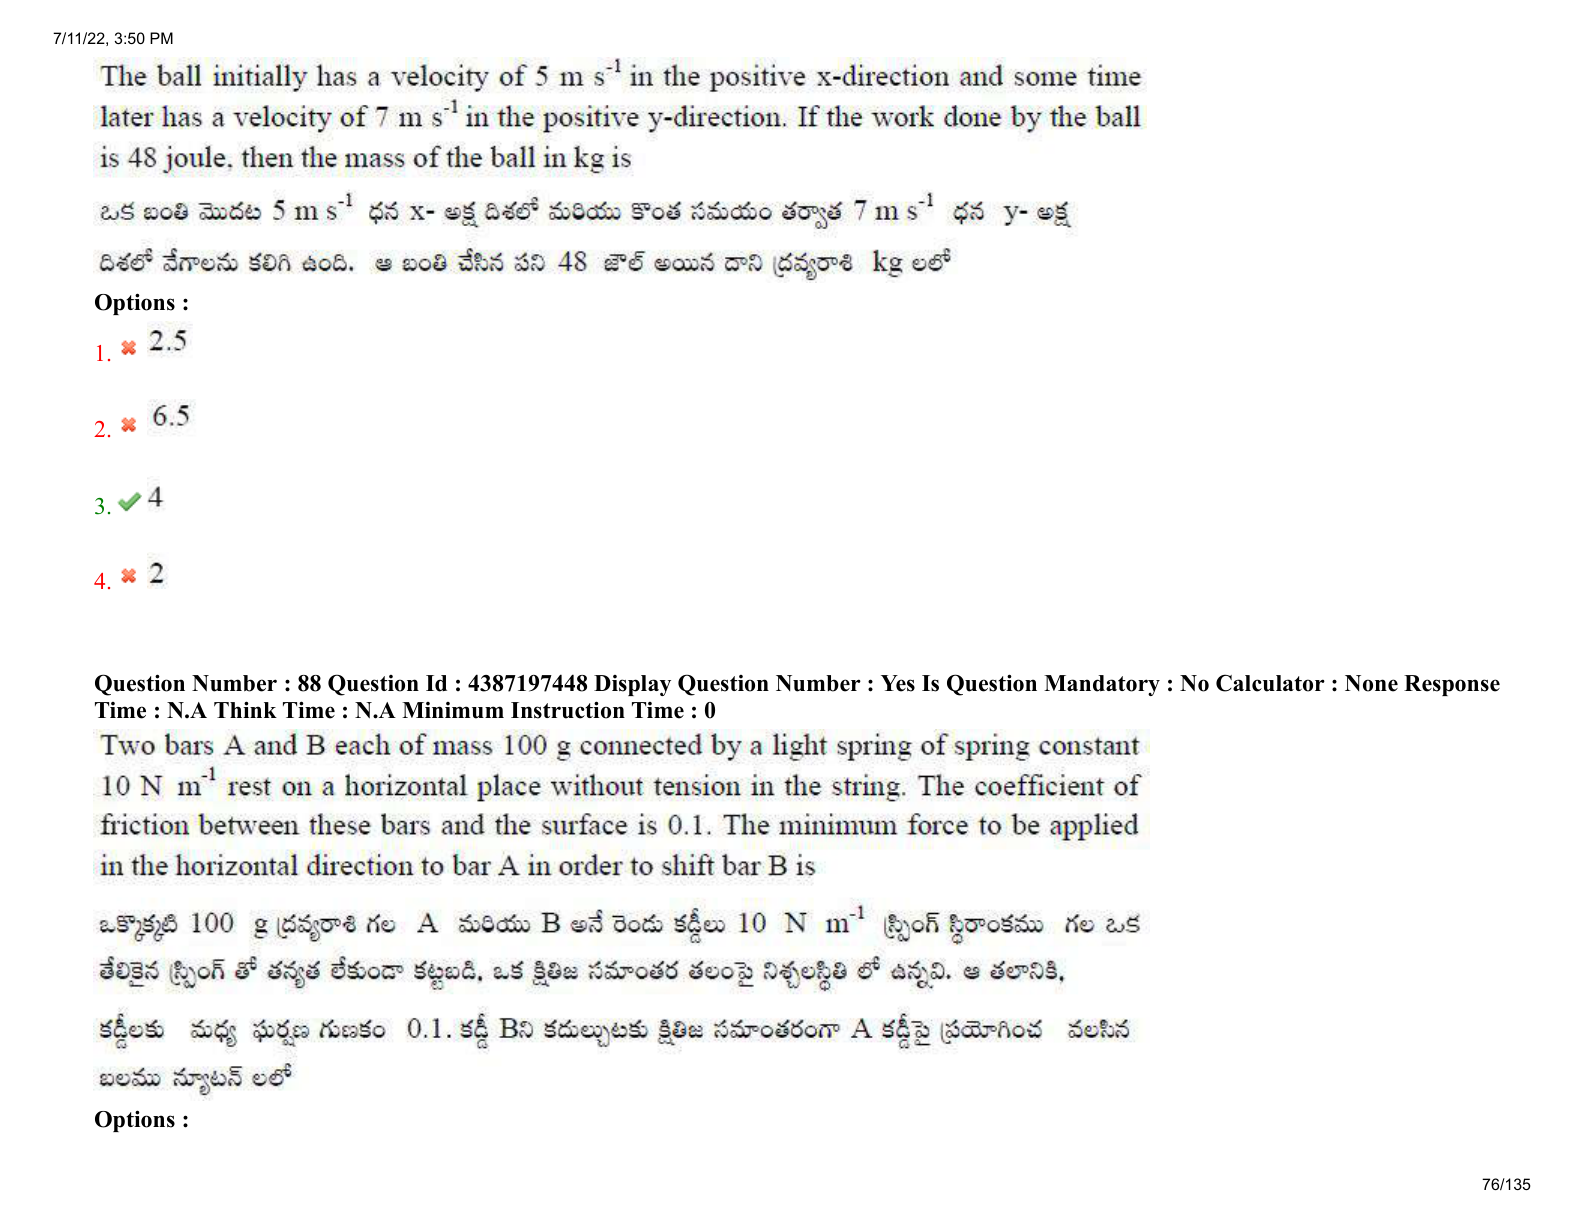 7/11/22, 3:50 PM
The ball initially has a velocity of 5 m s⁻¹ in the positive x-direction and some time
later has a velocity of 7 m s⁻¹ in the positive y-direction. If the work done by the ball
is 48 joule, then the mass of the ball in kg is
ఒక బంతి మొదట 5 m s⁻¹ ధన x- అక్ష దిశలో మరియు కొంత సమయం తర్వాత 7 m s⁻¹ ధన y- అక్ష
దిశలో వేగాలను కలిగి ఉంది. ఆ బంతి చేసిన పని 48 జౌల్ అయిన దాని ద్రవ్యరాశి kg లలో
Options :
1. ✖ 2.5
2. ✖ 6.5
3. ✔ 4
4. ✖ 2
Question Number : 88 Question Id : 4387197448 Display Question Number : Yes Is Question Mandatory : No Calculator : None Response
Time : N.A Think Time : N.A Minimum Instruction Time : 0
Two bars A and B each of mass 100 g connected by a light spring of spring constant
10 N m⁻¹ rest on a horizontal place without tension in the string. The coefficient of
friction between these bars and the surface is 0.1. The minimum force to be applied
in the horizontal direction to bar A in order to shift bar B is
ఒక్కొక్కటి 100 g ద్రవ్యరాశి గల A మరియు B అనే రెండు కడ్డీలు 10 N m⁻¹ స్ప్రింగ్ స్థిరాంకము గల ఒక
తేలికైన స్ప్రింగ్ తో తన్యత లేకుండా కట్టబడి, ఒక క్షితిజ సమాంతర తలంపై నిశ్చలస్థితి లో ఉన్నవి. ఆ తలానికి,
కడ్డీలకు మధ్య ఘర్షణ గుణకం 0.1. కడ్డీ Bని కదుల్చుటకు క్షితిజ సమాంతరంగా A కడ్డీపై ప్రయోగించ వలసిన
బలము న్యూటన్ లలో
Options :
76/135